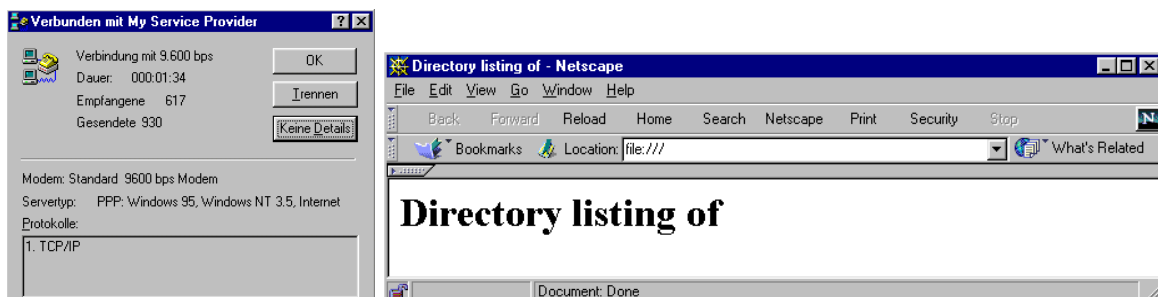 Verbunden mit My Service Provider
Verbindung mit 9.600 bps
Dauer: 000:01:34
Empfangene 617
Gesendete 930
OK
Trennen
Keine Details
Modem: Standard 9600 bps Modem
Servertyp: PPP: Windows 95, Windows NT 3.5, Internet
Protokolle:
1. TCP/IP
Directory listing of - Netscape
File Edit View Go Window Help
Back Forward Reload Home Search Netscape Print Security Stop
N
Bookmarks Location: file:/// What's Related
Directory listing of
Document: Done